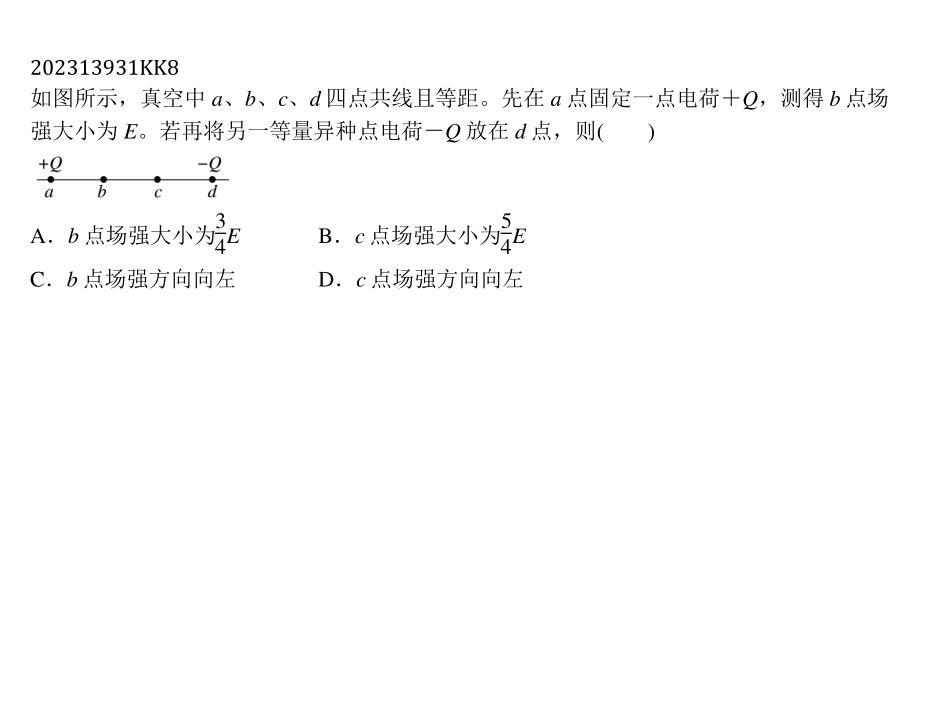 202313931KK8
如图所示，真空中 a、b、c、d 四点共线且等距。先在 a 点固定一点电荷＋Q，测得 b 点场
强大小为 E。若再将另一等量异种点电荷－Q 放在 d 点，则(　　)
+Q −Q
a b c d
A．b 点场强大小为3/4E B．c 点场强大小为5/4E
C．b 点场强方向向左 D．c 点场强方向向左